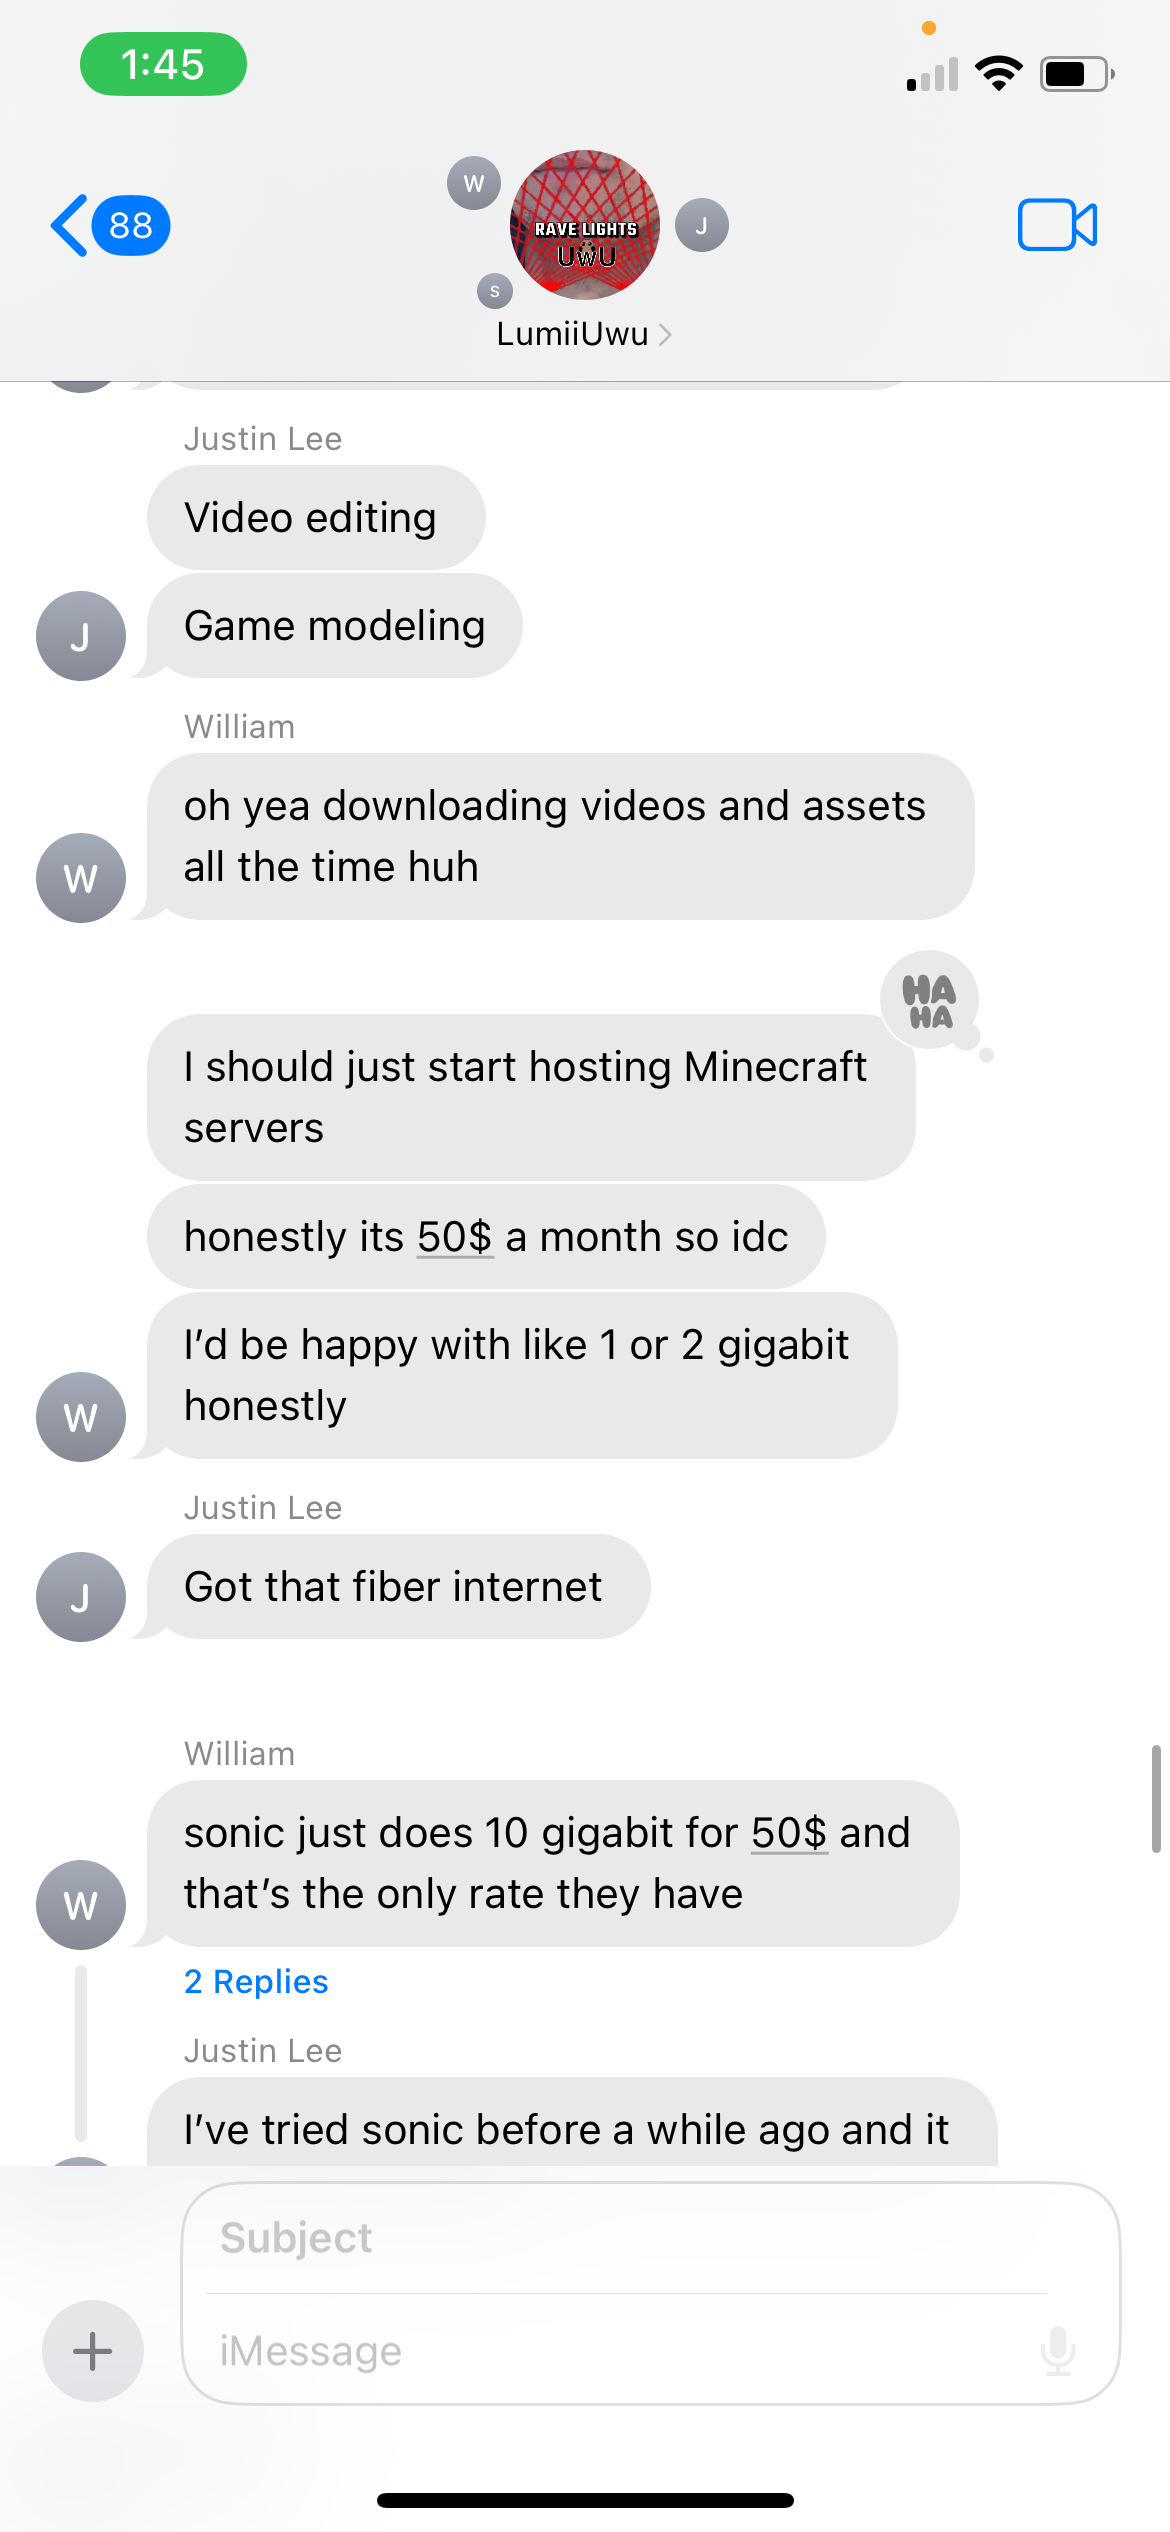 1:45
88
W
J
S
RAVE LIGHTS
UWU
LumiiUwu
Justin Lee
Video editing
J
Game modeling
William
oh yea downloading videos and assets
all the time huh
W
HA
HA
I should just start hosting Minecraft
servers
honestly its 50$ a month so idc
I’d be happy with like 1 or 2 gigabit
honestly
W
Justin Lee
J
Got that fiber internet
William
sonic just does 10 gigabit for 50$ and
that’s the only rate they have
W
2 Replies
Justin Lee
I’ve tried sonic before a while ago and it
Subject
iMessage